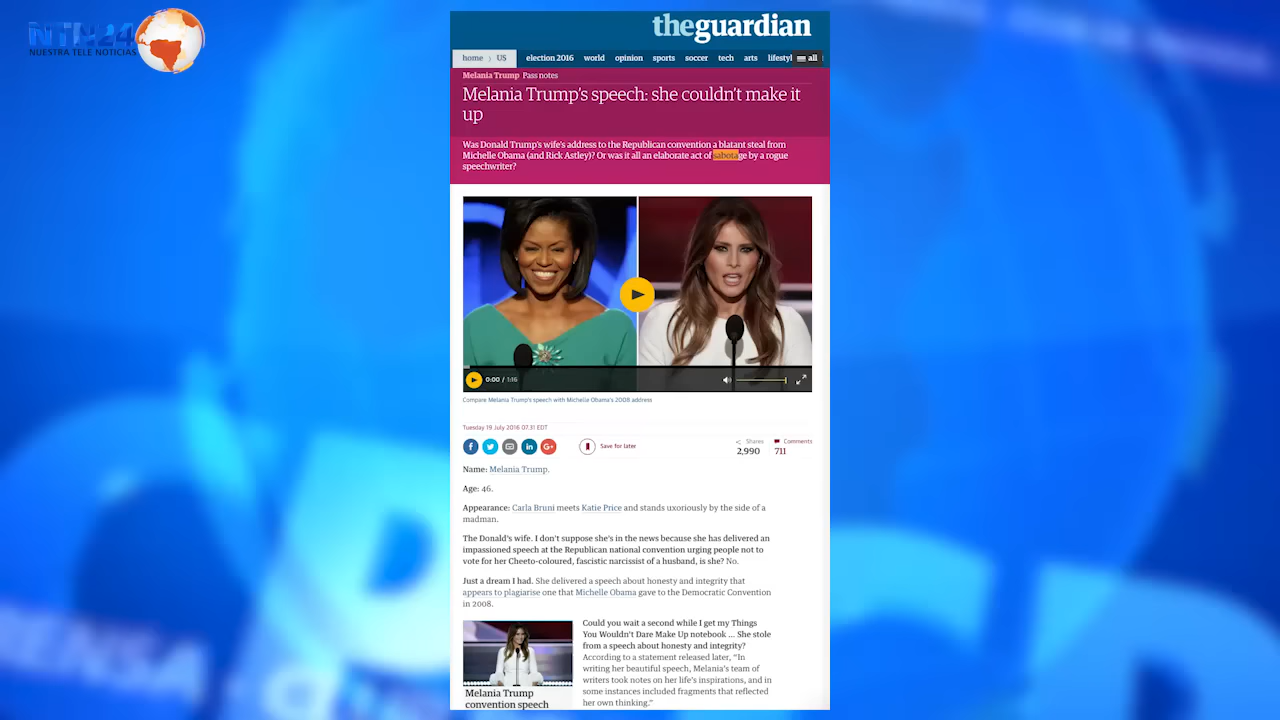 NTN24
NUESTRA TELE NOTICIAS
theguardian
home › US election 2016 world opinion sports soccer tech arts lifestyl all
Melania Trump Pass notes
Melania Trump’s speech: she couldn’t make it
up
Was Donald Trump’s wife’s address to the Republican convention a blatant steal from
Michelle Obama (and Rick Astley)? Or was it all an elaborate act of sabotage by a rogue
speechwriter?
0:00 / 1:16
Compare Melania Trump’s speech with Michelle Obama’s 2008 address
Tuesday 19 July 2016 07.31 EDT
Save for later
Shares
2,990
Comments
711
Name: Melania Trump.
Age: 46.
Appearance: Carla Bruni meets Katie Price and stands uxoriously by the side of a
madman.
The Donald’s wife. I don’t suppose she’s in the news because she has delivered an
impassioned speech at the Republican national convention urging people not to
vote for her Cheeto-coloured, fascistic narcissist of a husband, is she? No.
Just a dream I had. She delivered a speech about honesty and integrity that
appears to plagiarise one that Michelle Obama gave to the Democratic Convention
in 2008.
Could you wait a second while I get my Things
You Wouldn’t Dare Make Up notebook … She stole
from a speech about honesty and integrity?
According to a statement released later, “In
writing her beautiful speech, Melania’s team of
writers took notes on her life’s inspirations, and in
some instances included fragments that reflected
her own thinking.”
Melania Trump
convention speech